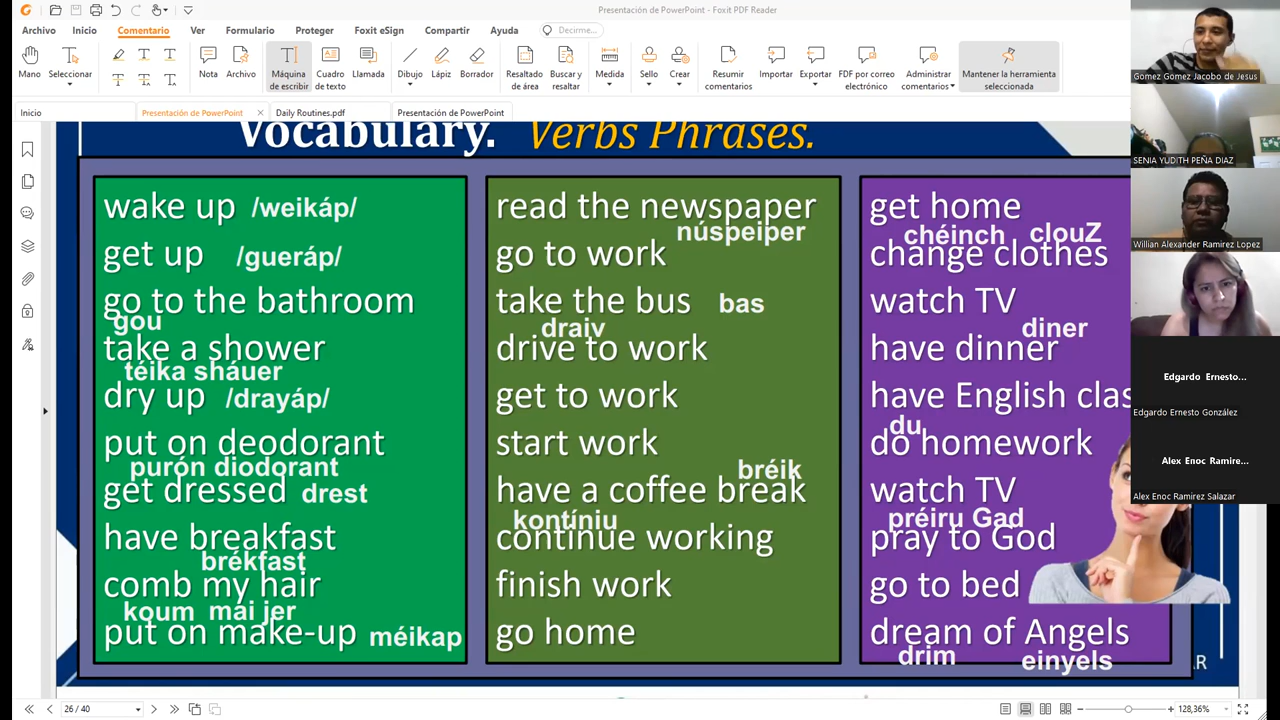 Presentación de PowerPoint - Foxit PDF Reader
Archivo Inicio Comentario Ver Formulario Proteger Foxit eSign Compartir Ayuda Decirme...
Mano Seleccionar Nota Archivo Máquina de escribir Cuadro de texto Llamada Dibujo Lápiz Borrador Resaltado de área Buscar y resaltar Medida Sello Crear Resumir comentarios Importar Exportar PDF por correo electrónico Administrar comentarios Mantener la herramienta seleccionada
Inicio Presentación de PowerPoint Daily Routines.pdf Presentación de PowerPoint
Vocabulary. Verbs Phrases.
wake up /weikáp/
get up /gueráp/
go to the bathroom
gou
take a shower
téika sháuer
dry up /drayáp/
put on deodorant
purón diodorant
get dressed drest
have breakfast
brékfast
comb my hair
koum mai jer
put on make-up méikap
read the newspaper
núspeiper
go to work
take the bus bas
draiv
drive to work
get to work
start work
bréik
have a coffee break
kontíniu
continue working
finish work
go home
get home
chéinch clouZ
change clothes
watch TV
diner
have dinner
have English clas
du
do homework
watch TV
préiru Gad
pray to God
go to bed
dream of Angels
drim einyels
AR
Gomez Gomez Jacobo de Jesus
SENIA YUDITH PEÑA DIAZ
Willian Alexander Ramirez Lopez
Edgardo Ernesto...
Edgardo Ernesto González
Alex Enoc Ramire...
Alex Enoc Ramirez Salazar
26 / 40
128,36%